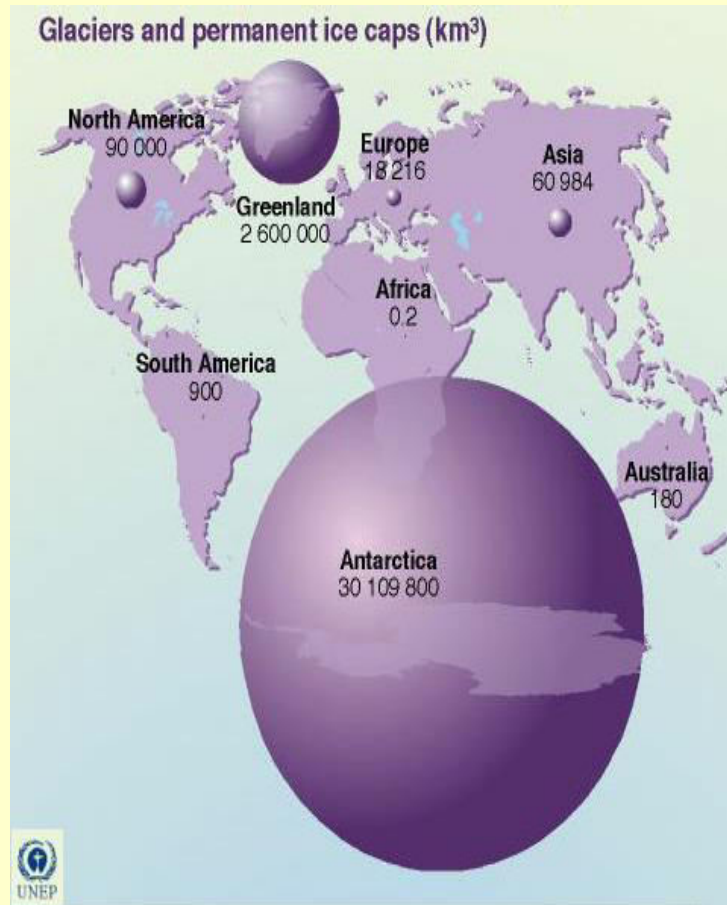 Glaciers and permanent ice caps (km³)
North America
90 000
Greenland
2 600 000
Europe
18 216
Asia
60 984
Africa
0.2
South America
900
Australia
180
Antarctica
30 109 800
UNEP